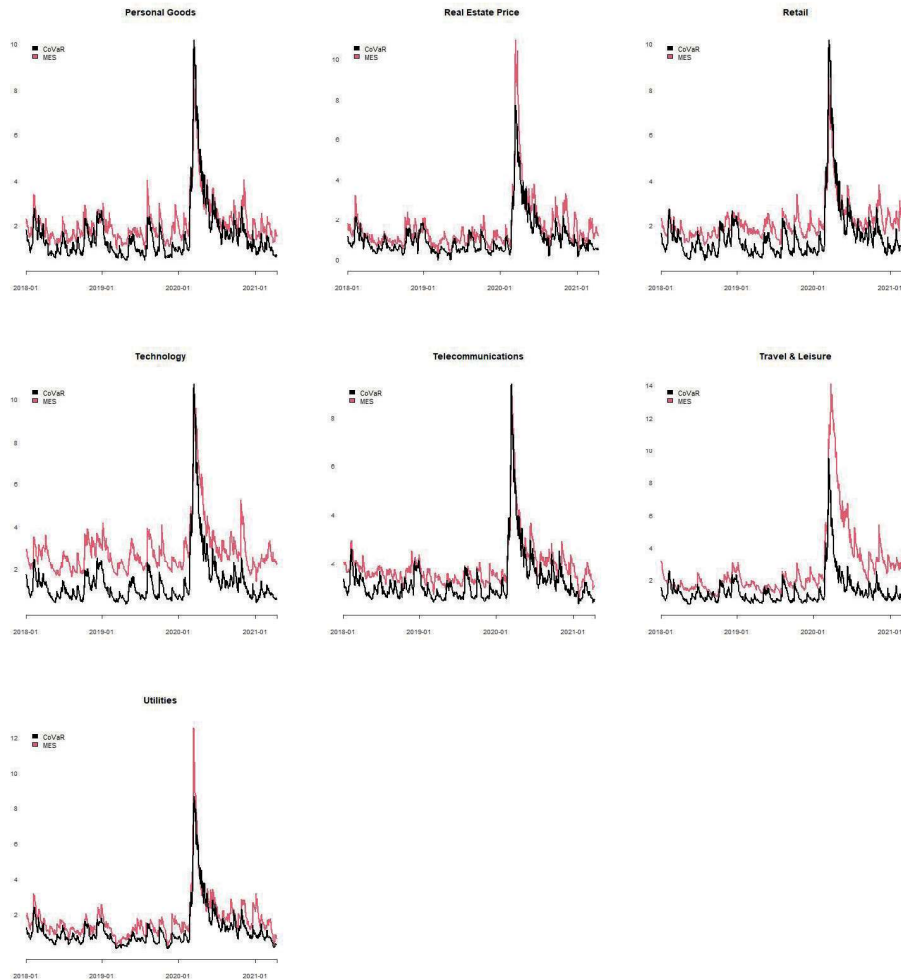 Personal Goods
CoVaR
MES
10
8
6
4
2
2018-01 2019-01 2020-01 2021-01
Real Estate Price
CoVaR
MES
10
8
6
4
2
0
2018-01 2019-01 2020-01 2021-01
Retail
CoVaR
MES
10
8
6
4
2
2018-01 2019-01 2020-01 2021-01
Technology
CoVaR
MES
10
8
6
4
2
2018-01 2019-01 2020-01 2021-01
Telecommunications
CoVaR
MES
8
6
4
2
2018-01 2019-01 2020-01 2021-01
Travel & Leisure
CoVaR
MES
14
12
10
8
6
4
2
2018-01 2019-01 2020-01 2021-01
Utilities
CoVaR
MES
12
10
8
6
4
2
2018-01 2019-01 2020-01 2021-01